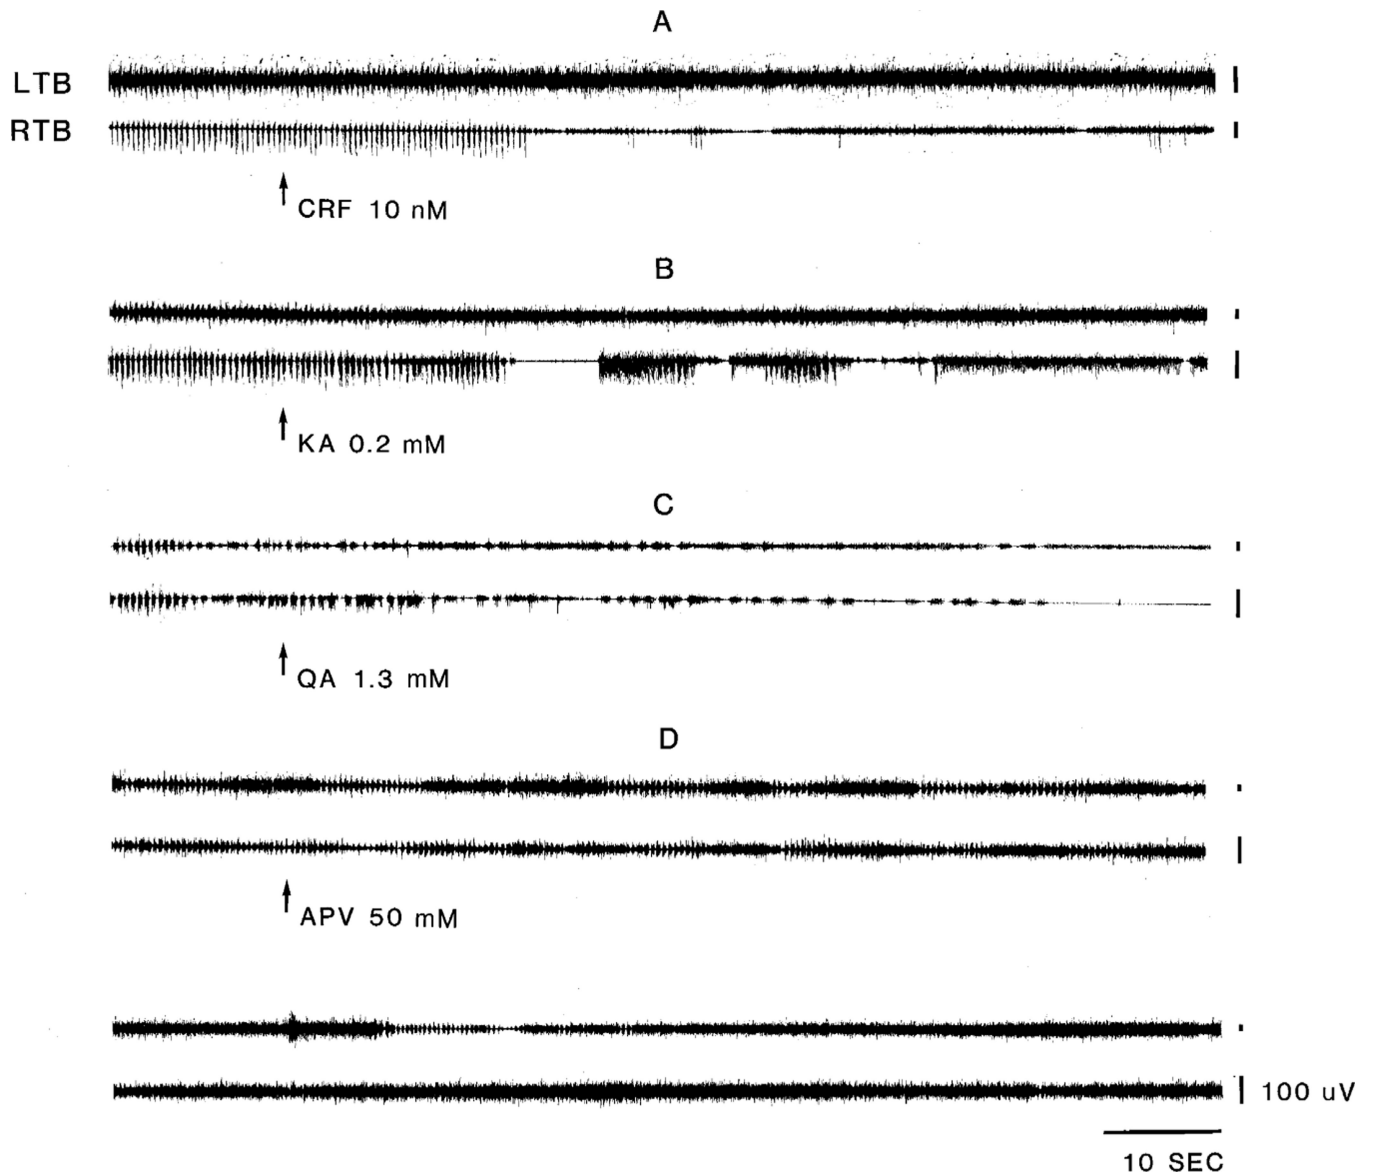 A
LTB
RTB
CRF 10 nM
B
KA 0.2 mM
C
QA 1.3 mM
D
APV 50 mM
100 uV
10 SEC